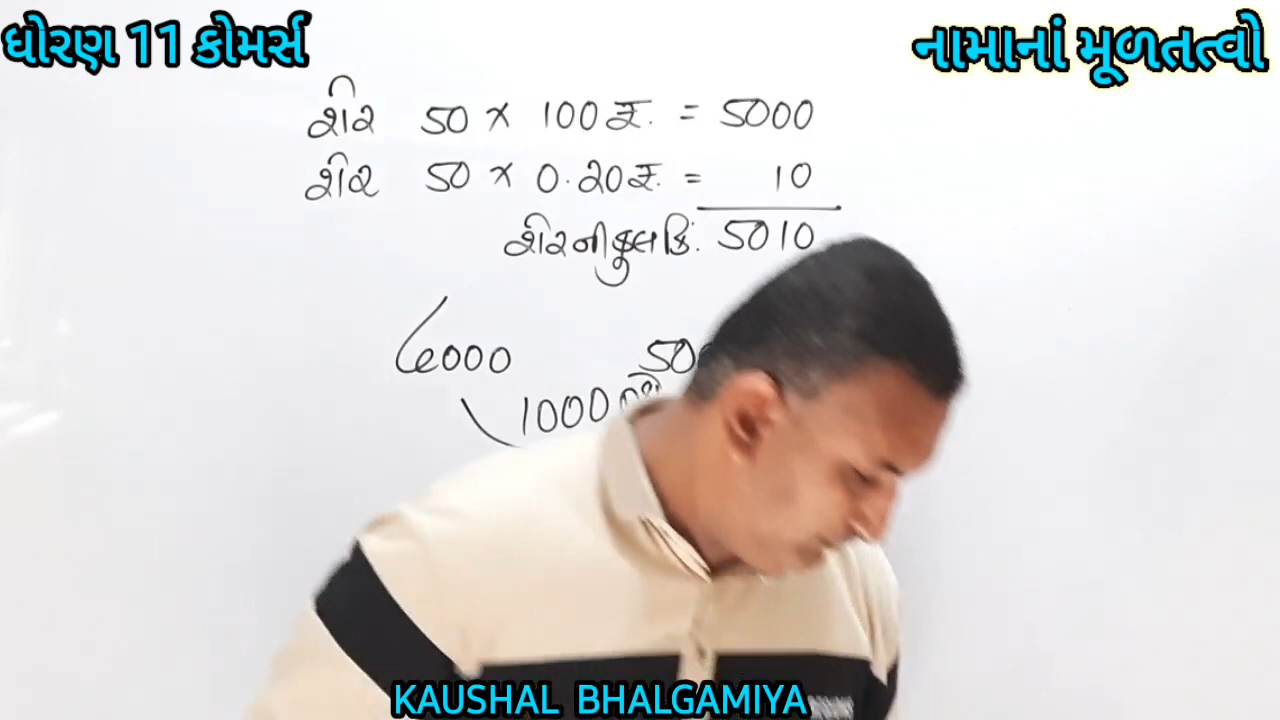 ધોરણ 11 કોમર્સ
નામાનાં મૂળતત્વો
શેર 50 × 100 રૂ. = 5000
શેર 50 × 0.20 રૂ. = 10
શેરની કુલ કિં. 5010
6000
1000
KAUSHAL BHALGAMIYA